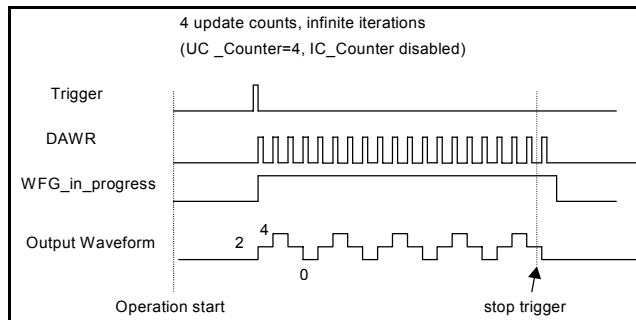 4 update counts, infinite iterations
(UC _Counter=4, IC_Counter disabled)
Trigger
DAWR
WFG_in_progress
4
Output Waveform 2
0
Operation start stop trigger